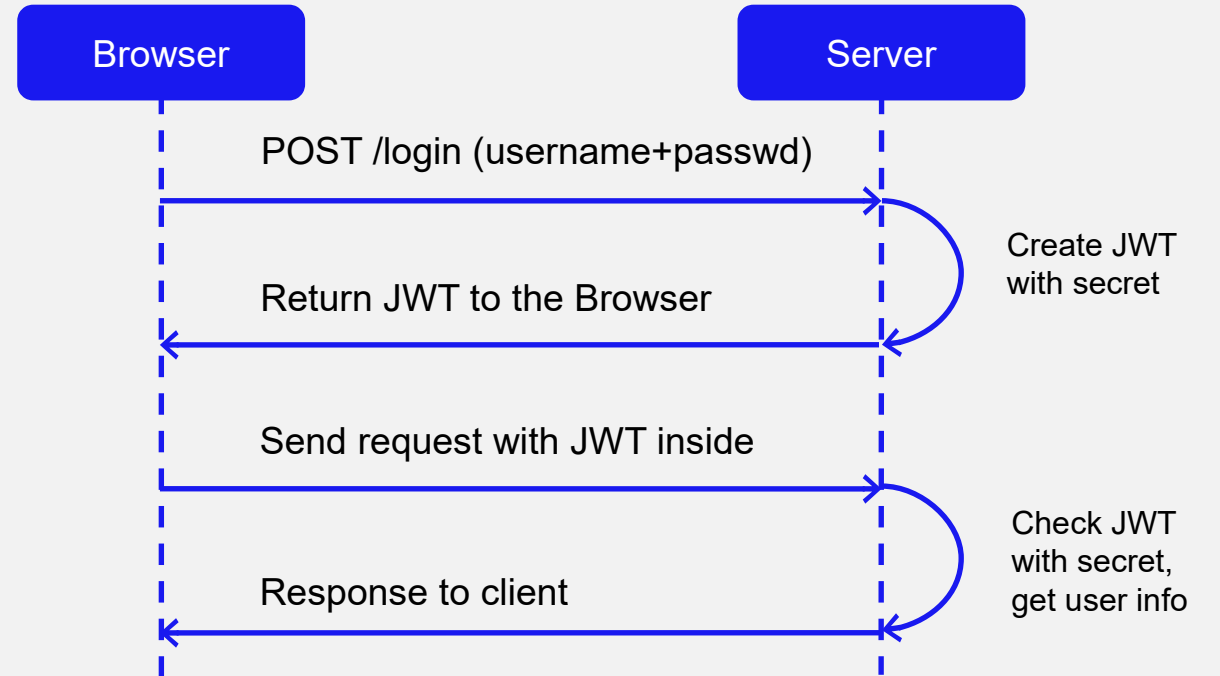 Browser
Server
POST /login (username+passwd)
Create JWT
with secret
Return JWT to the Browser
Send request with JWT inside
Check JWT
with secret,
get user info
Response to client